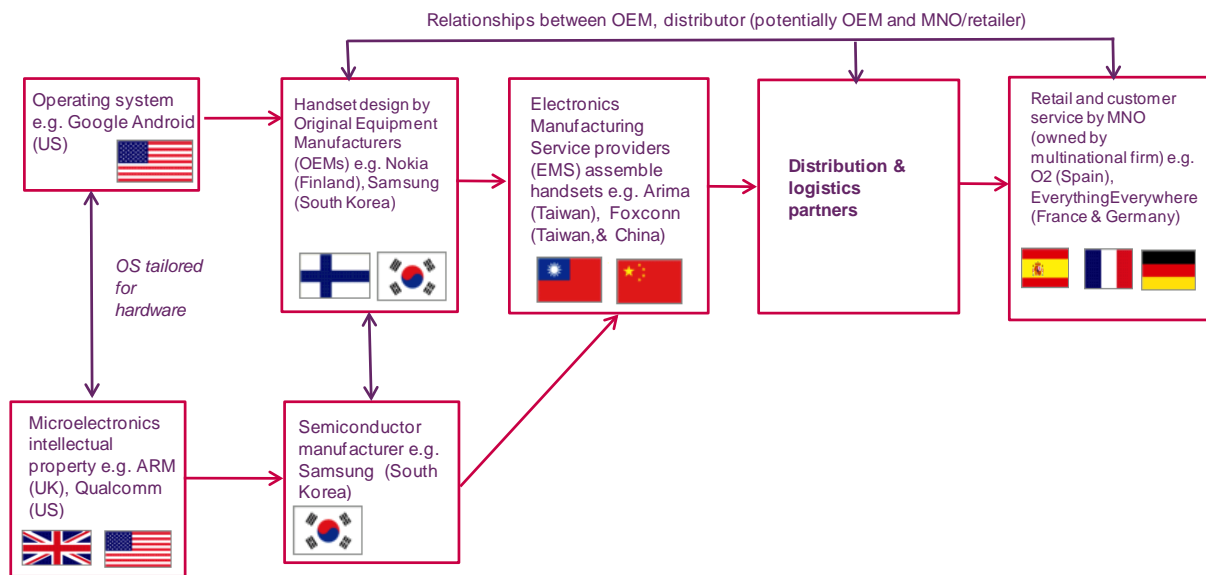 Relationships between OEM, distributor (potentially OEM and MNO/retailer)
Operating system
e.g. Google Android
(US)
Handset design by
Original Equipment
Manufacturers
(OEMs) e.g. Nokia
(Finland), Samsung
(South Korea)
Electronics
Manufacturing
Service providers
(EMS) assemble
handsets e.g. Arima
(Taiwan), Foxconn
(Taiwan,& China)
Distribution &
logistics
partners
Retail and customer
service by MNO
(owned by
multinational firm) e.g.
O2 (Spain),
EverythingEverywhere
(France & Germany)
OS tailored
for
hardware
Microelectronics
intellectual
property e.g. ARM
(UK), Qualcomm
(US)
Semiconductor
manufacturer e.g.
Samsung (South
Korea)